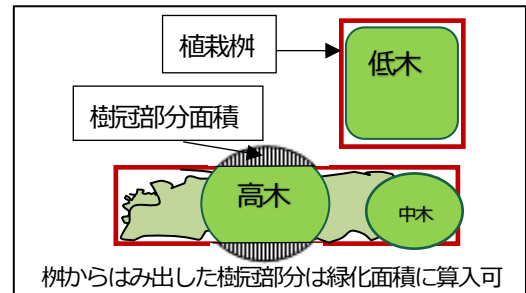 植栽桝
低木
樹冠部分面積
高木
中木
桝からはみ出した樹冠部分は緑化面積に算入可